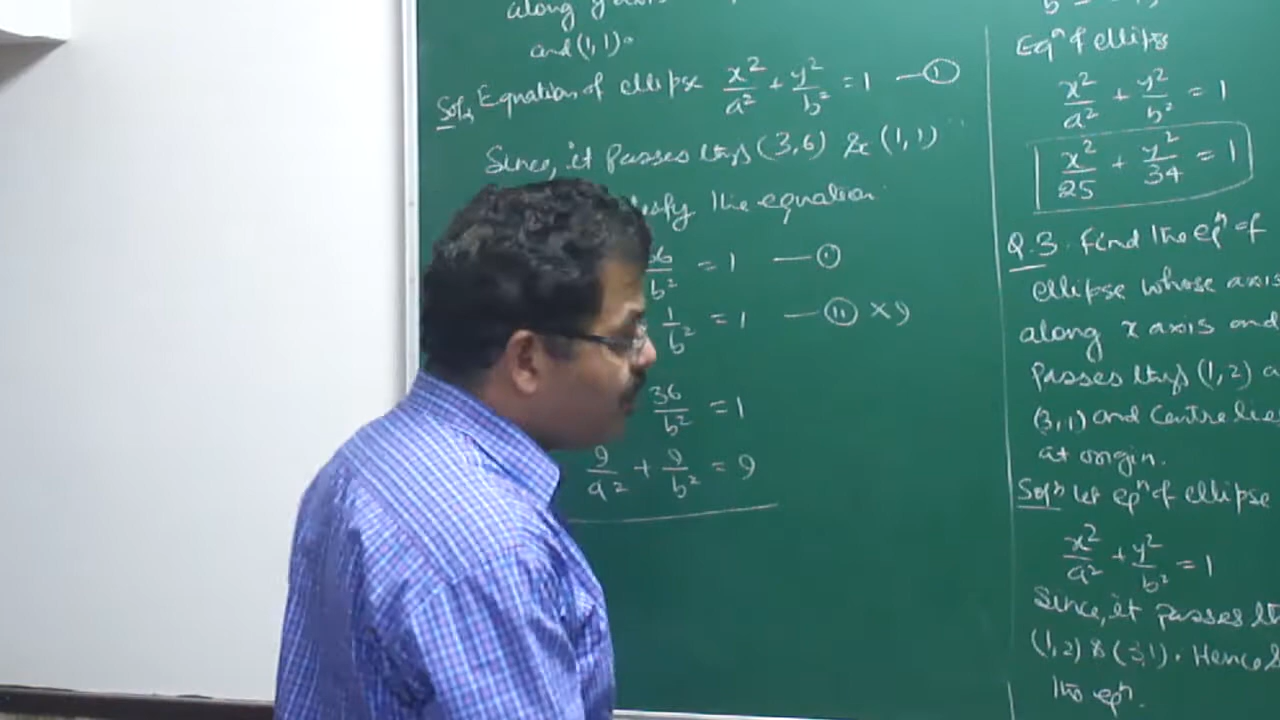 along y axis
and (1,1).
Soln Equation of ellipse x²/a² + y²/b² = 1 — (1)
Since, it passes thro (3,6) & (1,1)
the equation.
36/b² = 1 — (i)
1/b² = 1 — (ii) × 9
36/b² = 1
9/a² + 9/b² = 9
Eqn of ellips
x²/a² + y²/b² = 1
x²/25 + y²/34 = 1
Q.3. Find the eqn of
ellipse whose axis
along x axis and
passes thro (1,2) a
(3,1) and centre lie
at origin.
Soln let eqn of ellipse
x²/a² + y²/b² = 1
Since, it passes
(1,2) & (3,1). Hence
the eqn.